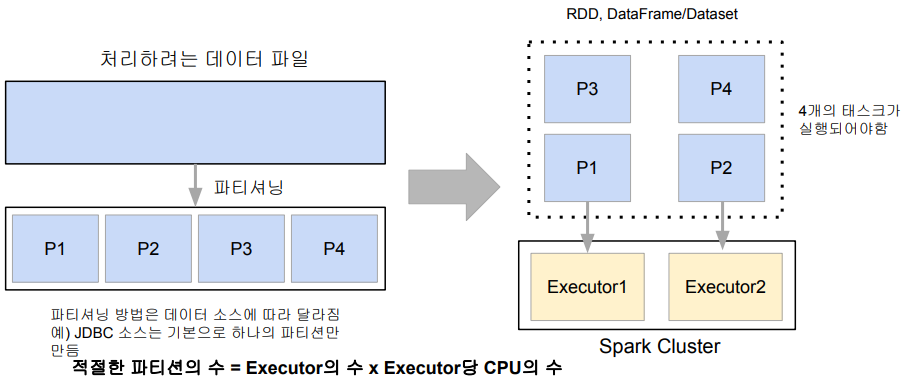 처리하려는 데이터 파일
파티셔닝
P1
P2
P3
P4
파티셔닝 방법은 데이터 소스에 따라 달라짐
예) JDBC 소스는 기본으로 하나의 파티션만
만듬
적절한 파티션의 수 = Executor의 수 x Executor당 CPU의 수
RDD, DataFrame/Dataset
P3
P4
P1
P2
4개의 태스크가
실행되어야함
Executor1
Executor2
Spark Cluster